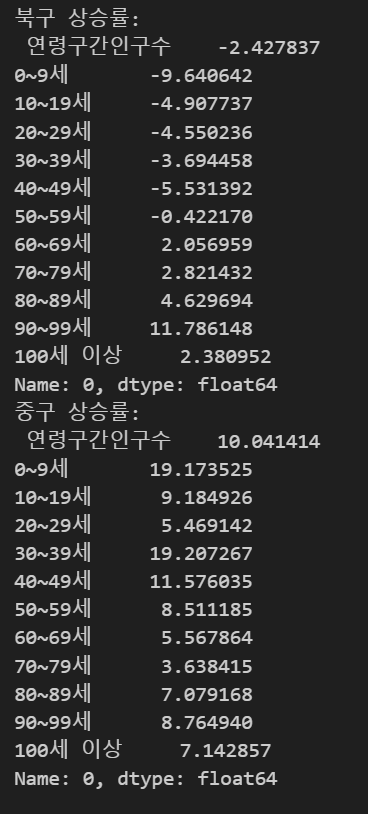 북구 상승률:
 연령구간인구수    -2.427837
0~9세       -9.640642
10~19세     -4.907737
20~29세     -4.550236
30~39세     -3.694458
40~49세     -5.531392
50~59세     -0.422170
60~69세      2.056959
70~79세      2.821432
80~89세      4.629694
90~99세     11.786148
100세 이상     2.380952
Name: 0, dtype: float64
중구 상승률:
 연령구간인구수    10.041414
0~9세       19.173525
10~19세      9.184926
20~29세      5.469142
30~39세     19.207267
40~49세     11.576035
50~59세      8.511185
60~69세      5.567864
70~79세      3.638415
80~89세      7.079168
90~99세      8.764940
100세 이상     7.142857
Name: 0, dtype: float64